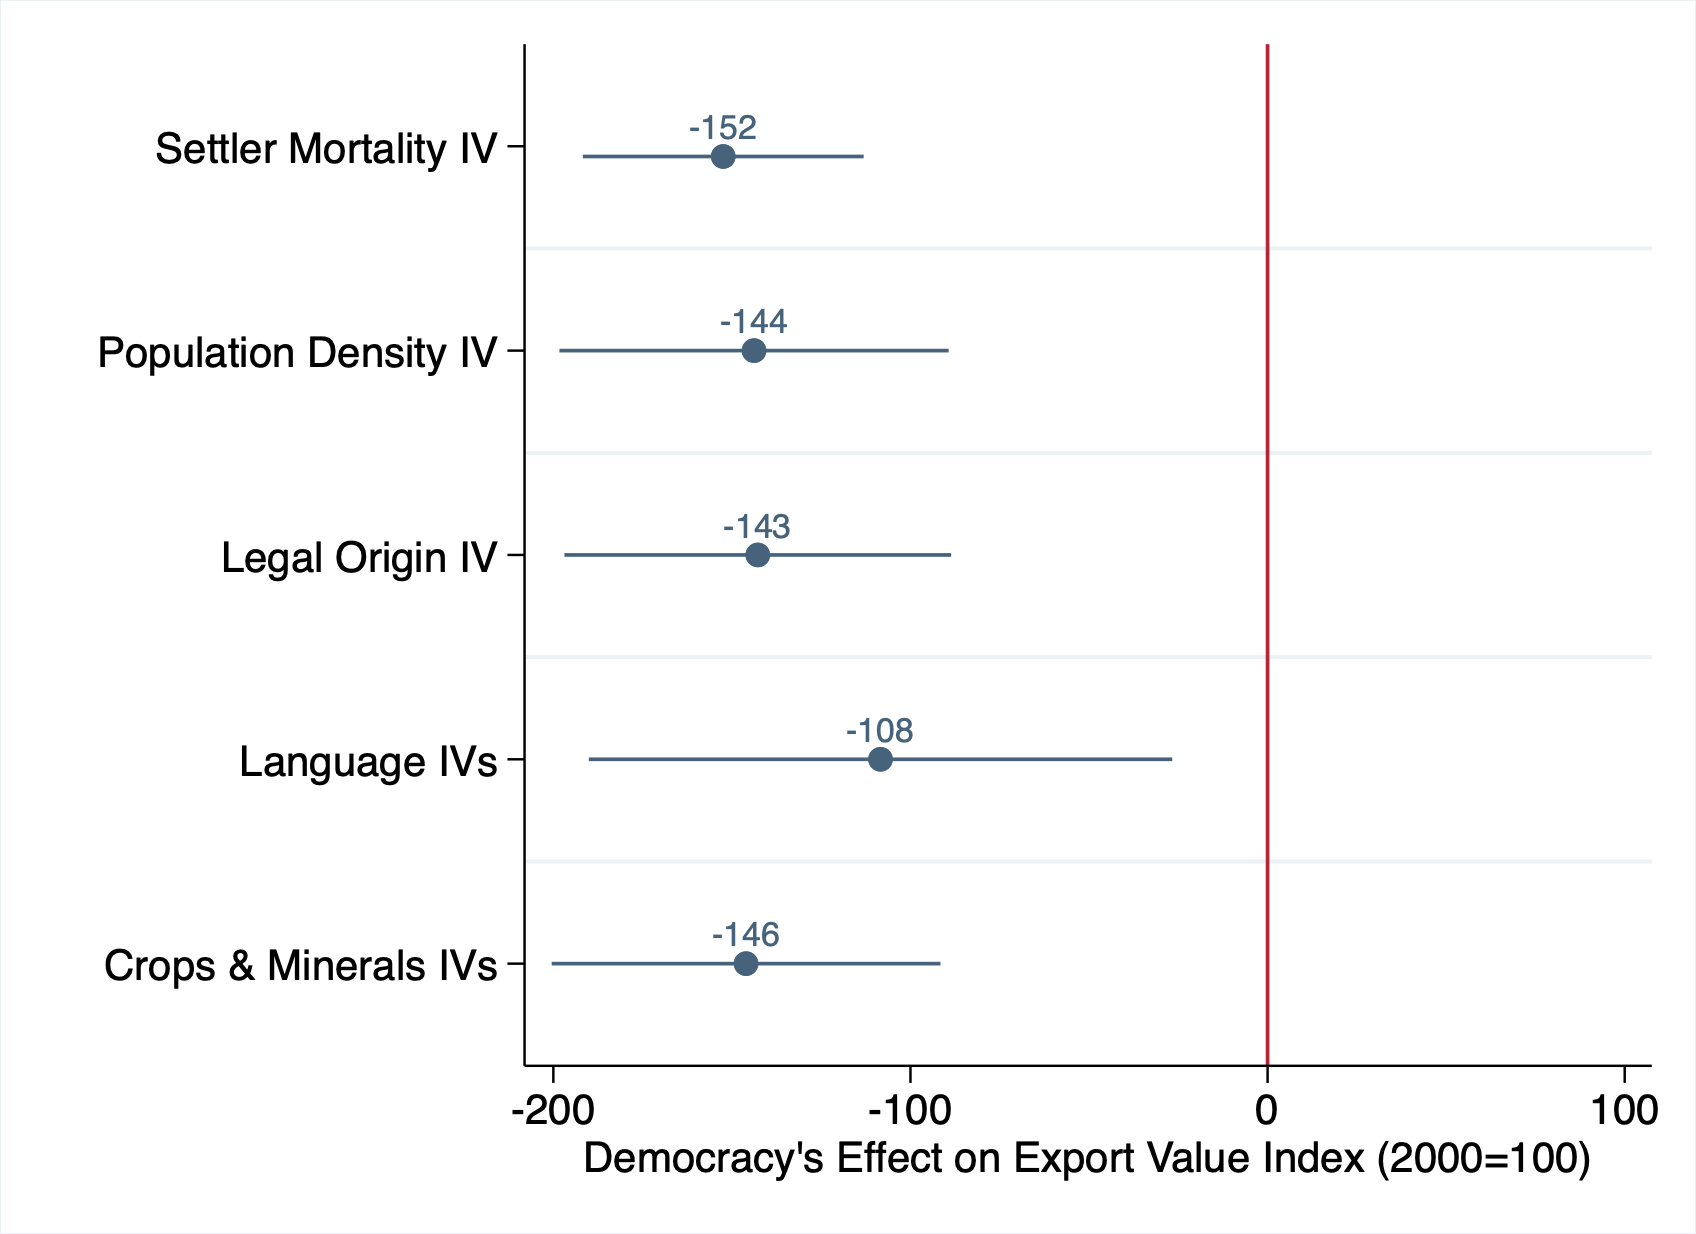 -152
Settler Mortality IV
-144
Population Density IV
-143
Legal Origin IV
-108
Language IVs
-146
Crops & Minerals IVs
-200 -100 0 100
Democracy's Effect on Export Value Index (2000=100)